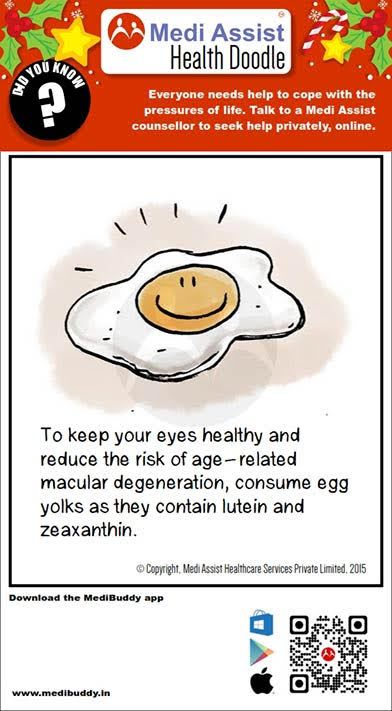 Medi Assist
Health Doodle
DID YOU KNOW
?
Everyone needs help to cope with the
pressures of life. Talk to a Medi Assist
counsellor to seek help privately, online.
To keep your eyes healthy and
reduce the risk of age-related
macular degeneration, consume egg
yolks as they contain lutein and
zeaxanthin.
© Copyright, Medi Assist Healthcare Services Private Limited, 2015
Download the MediBuddy app
www.medibuddy.in